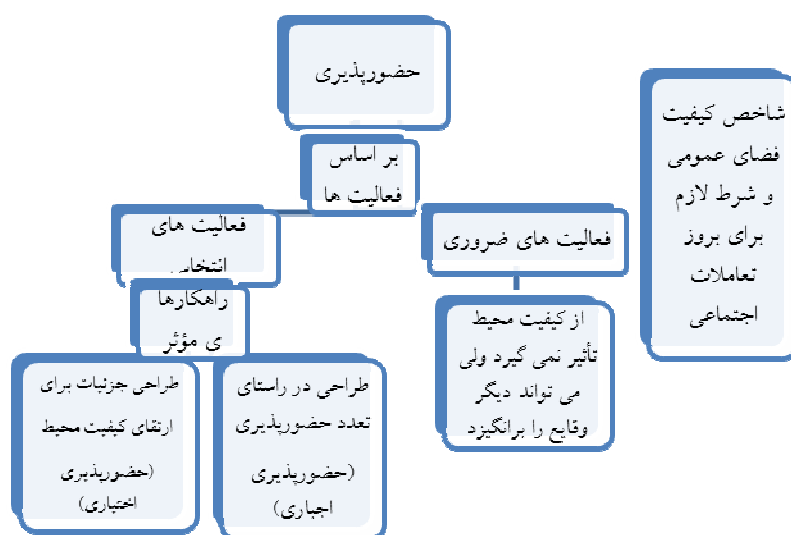 حضورپذیری
شاخص کیفیت
فضای عمومی
و شرط لازم
برای بروز
تعاملات
اجتماعی
بر اساس
فعالیت ها
فعالیت های ضروری
فعالیت های
انتخابی
از کیفیت محیط
تأثیر نمی گیرد ولی
می تواند دیگر
وقایع را برانگیزد
راهکارها
ی مؤثر
طراحی در راستای
تعدد حضورپذیری
(حضورپذیری
اجباری)
طراحی جزئیات برای
ارتقای کیفیت محیط
(حضورپذیری
اختیاری)